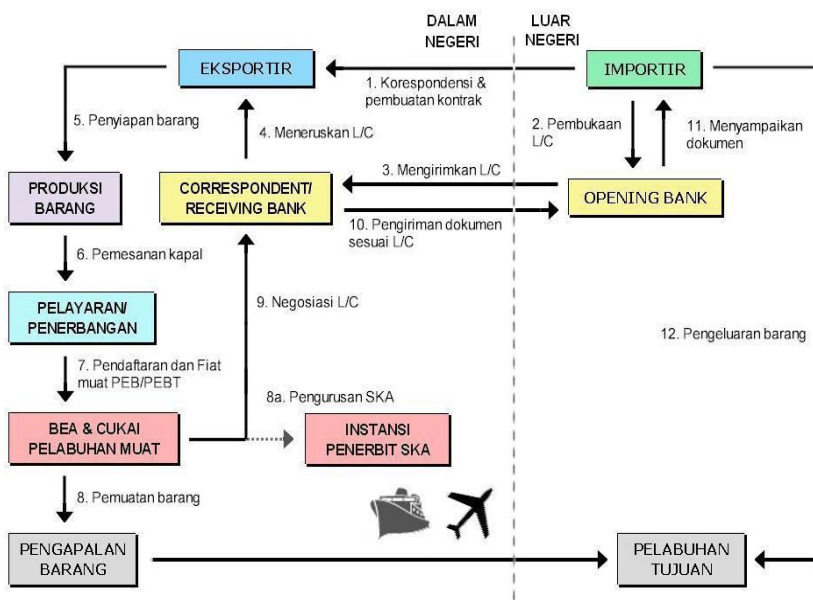 DALAM
NEGERI
LUAR
NEGERI
EKSPORTIR
IMPORTIR
1. Korespondensi &
pembuatan kontrak
5. Penyiapan barang
4. Meneruskan L/C
2. Pembukaan
L/C
11. Menyampaikan
dokumen
3. Mengirimkan L/C
PRODUKSI
BARANG
CORRESPONDENT/
RECEIVING BANK
OPENING BANK
10. Pengiriman dokumen
sesuai L/C
6. Pemesanan kapal
9. Negosiasi L/C
PELAYARAN/
PENERBANGAN
12. Pengeluaran barang
7. Pendaftaran dan Fiat
muat PEB/PEBT
8a. Pengurusan SKA
BEA & CUKAI
PELABUHAN MUAT
INSTANSI
PENERBIT SKA
8. Pemuatan barang
PENGAPALAN
BARANG
PELABUHAN
TUJUAN